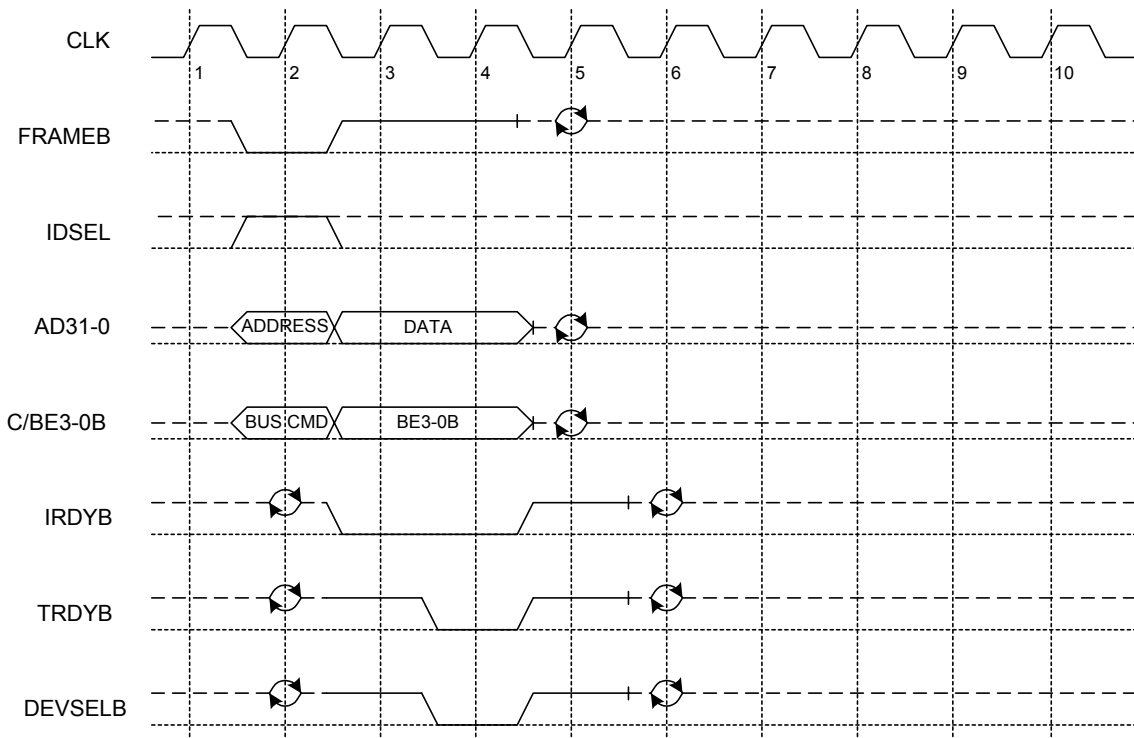 CLK
1 2 3 4 5 6 7 8 9 10
FRAMEB
IDSEL
AD31-0
ADDRESS DATA
C/BE3-0B
BUS CMD BE3-0B
IRDYB
TRDYB
DEVSELB